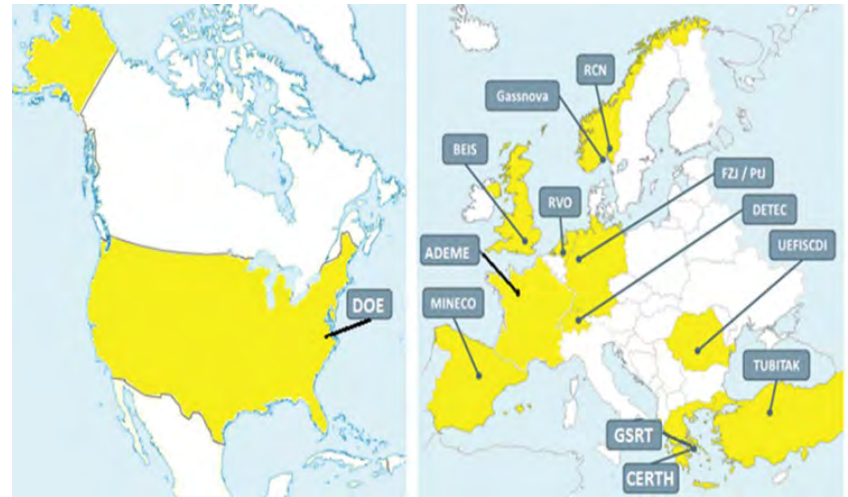 DOE
RCN
Gassnova
BEIS
FZJ / PtJ
RVO
DETEC
UEFISCDI
ADEME
MINECO
TUBITAK
GSRT
CERTH